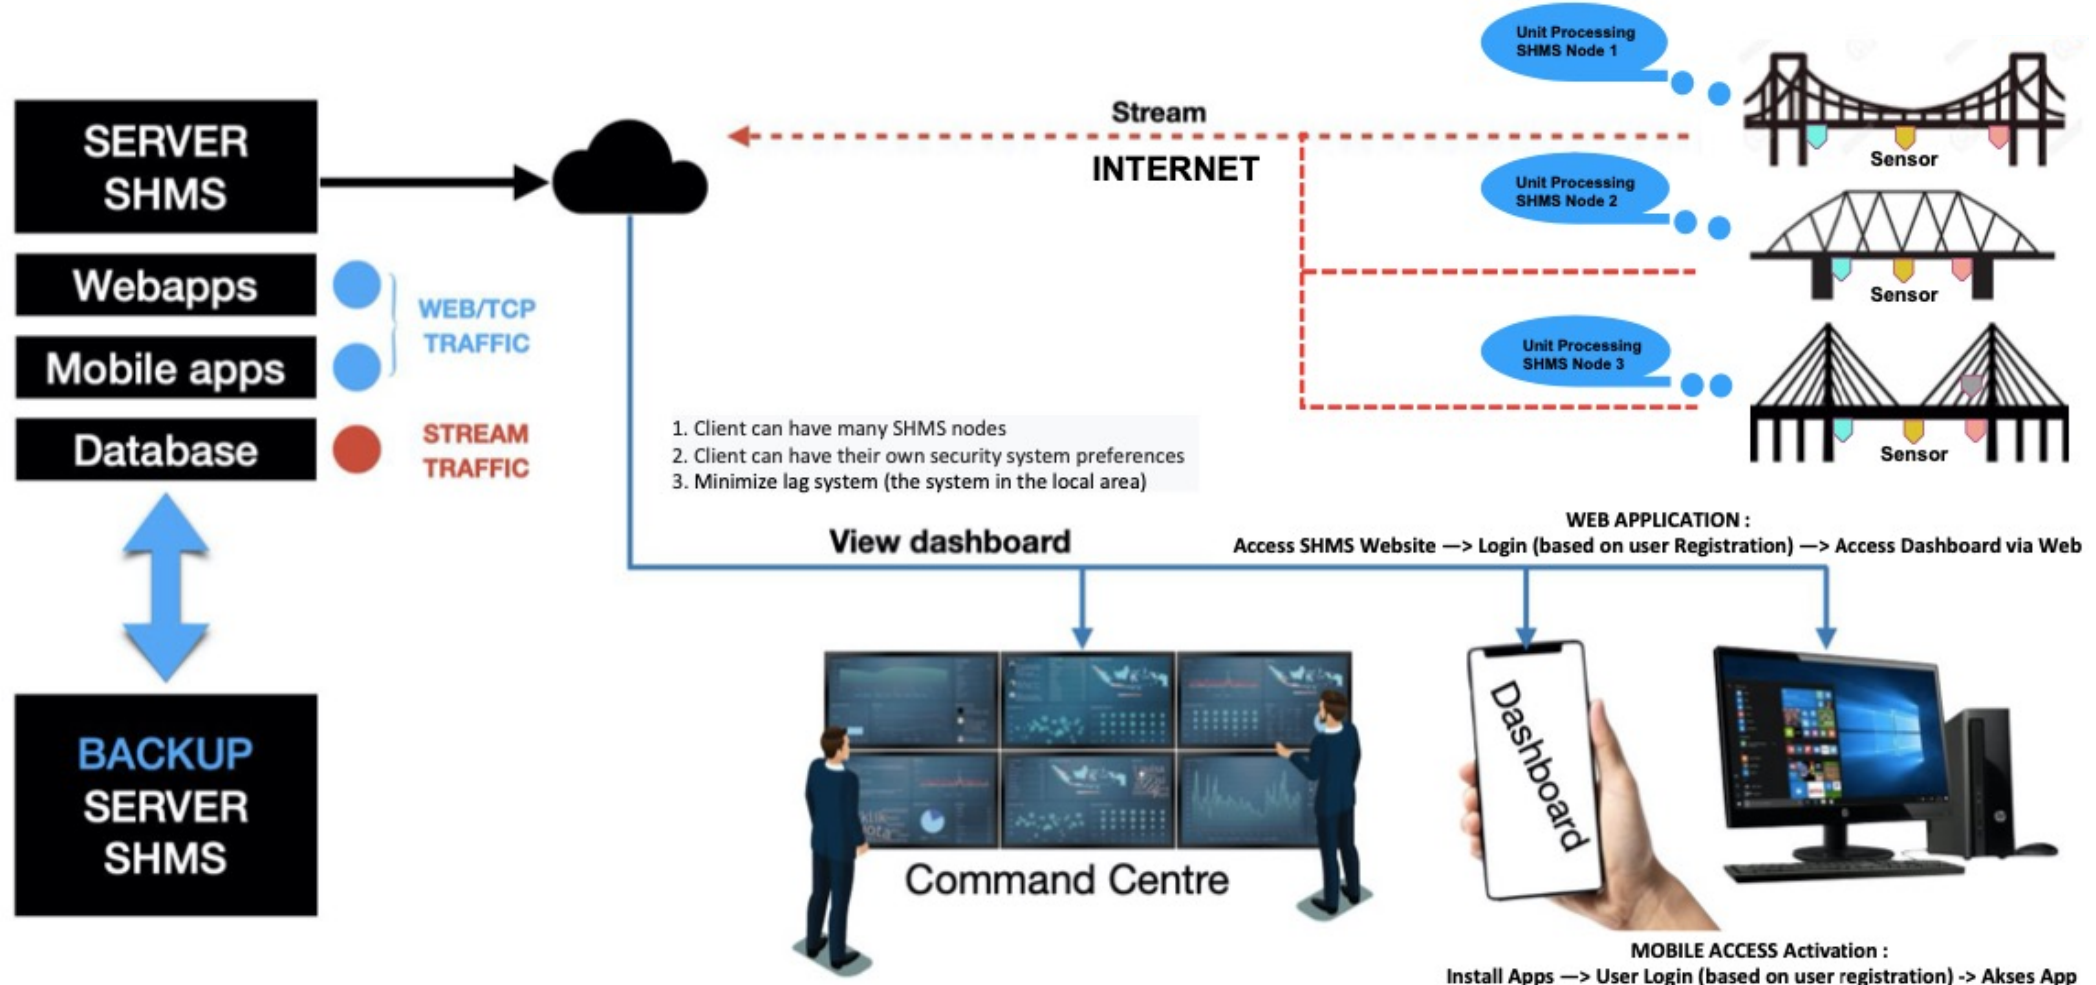 SERVER
SHMS
Webapps
Mobile apps
Database
WEB/TCP
TRAFFIC
STREAM
TRAFFIC
BACKUP
SERVER
SHMS
Stream
INTERNET
Unit Processing
SHMS Node 1
Sensor
Unit Processing
SHMS Node 2
Sensor
Unit Processing
SHMS Node 3
Sensor
1. Client can have many SHMS nodes
2. Client can have their own security system preferences
3. Minimize lag system (the system in the local area)
View dashboard
WEB APPLICATION :
Access SHMS Website —> Login (based on user Registration) —> Access Dashboard via Web
Command Centre
Dashboard
MOBILE ACCESS Activation :
Install Apps —> User Login (based on user registration) -> Akses App